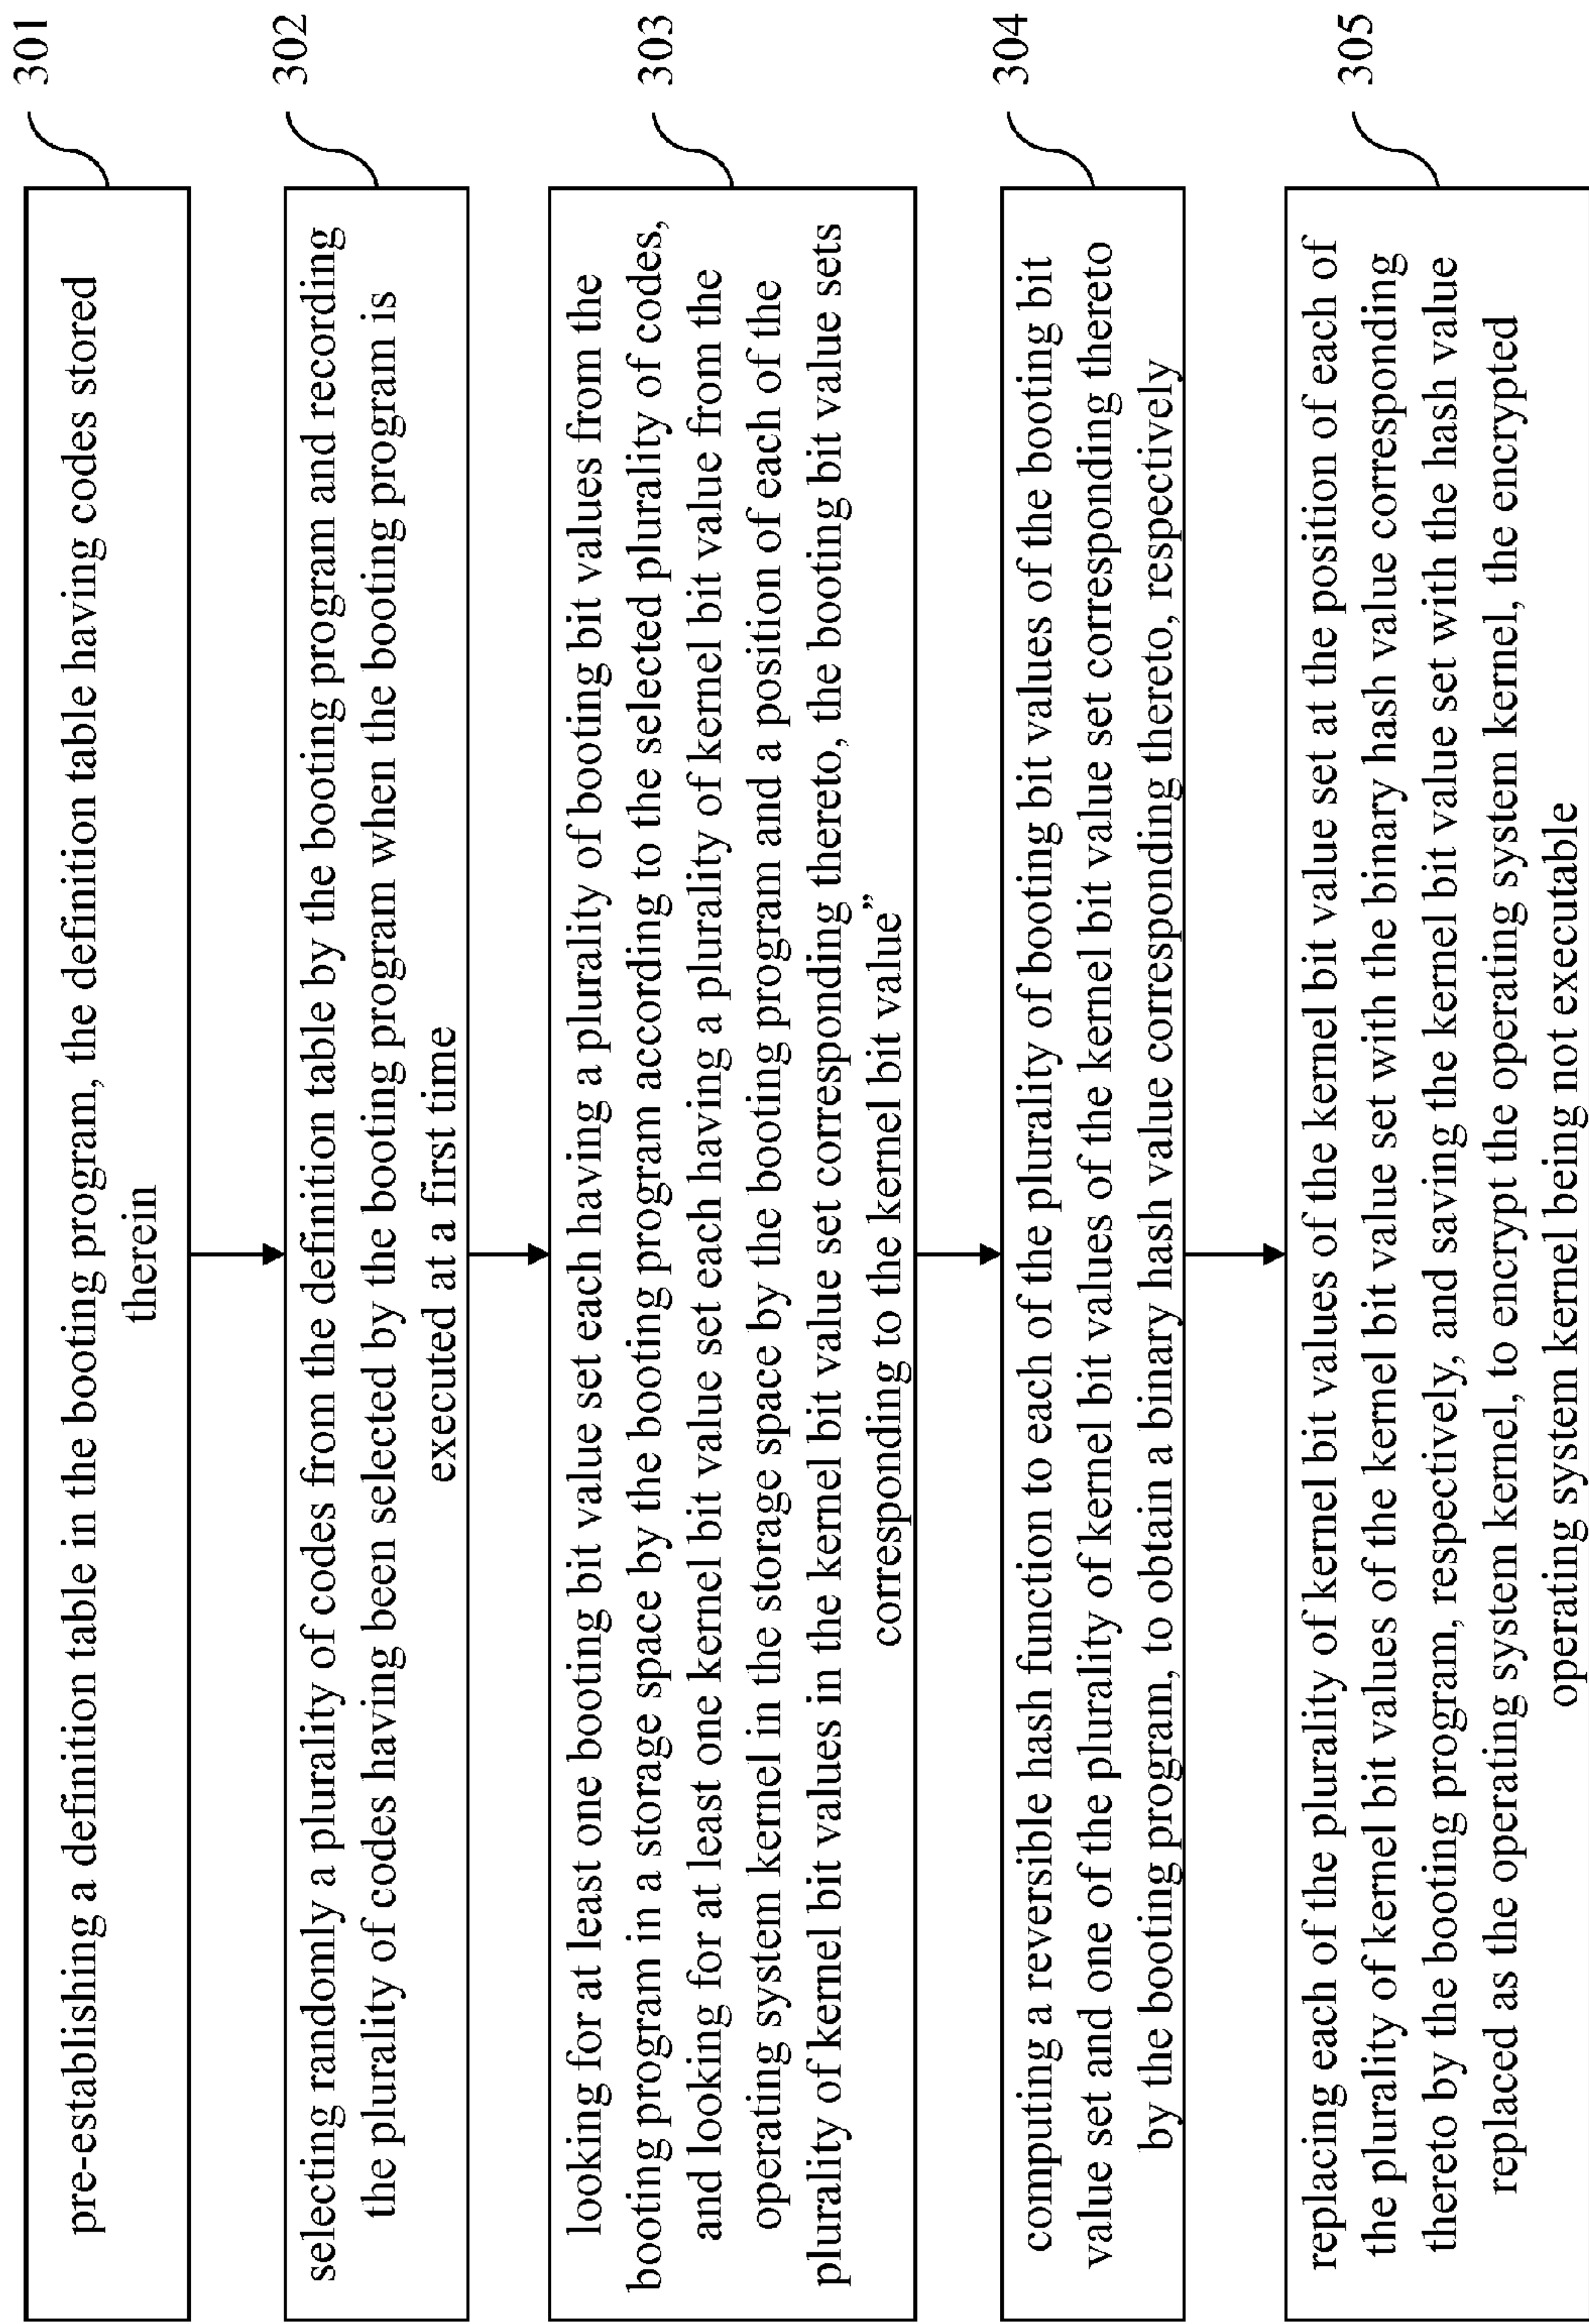 301
pre-establishing a definition table in the booting program, the definition table having codes stored
therein
302
selecting randomly a plurality of codes from the definition table by the booting program and recording
the plurality of codes having been selected by the booting program when the booting program is
executed at a first time
303
looking for at least one booting bit value set each having a plurality of booting bit values from the
booting program in a storage space by the booting program according to the selected plurality of codes,
and looking for at least one kernel bit value set each having a plurality of kernel bit value from the
operating system kernel in the storage space by the booting program and a position of each of the
plurality of kernel bit values in the kernel bit value set corresponding thereto, the booting bit value sets
corresponding to the kernel bit value”
304
computing a reversible hash function to each of the plurality of booting bit values of the booting bit
value set and one of the plurality of kernel bit values of the kernel bit value set corresponding thereto
by the booting program, to obtain a binary hash value corresponding thereto, respectively
305
replacing each of the plurality of kernel bit values of the kernel bit value set at the position of each of
the plurality of kernel bit values of the kernel bit value set with the binary hash value corresponding
thereto by the booting program, respectively, and saving the kernel bit value set with the hash value
replaced as the operating system kernel, to encrypt the operating system kernel, the encrypted
operating system kernel being not executable